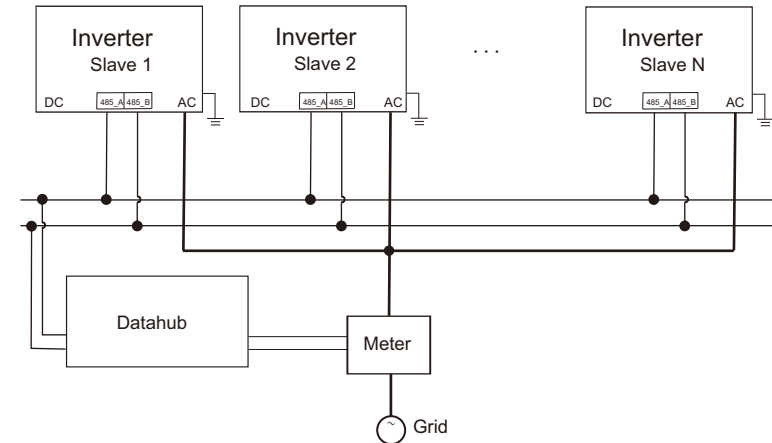 Inverter
Slave 1
DC
485_A
485_B
AC
Inverter
Slave 2
DC
485_A
485_B
AC
. . .
Inverter
Slave N
DC
485_A
485_B
AC
Datahub
Meter
~
Grid